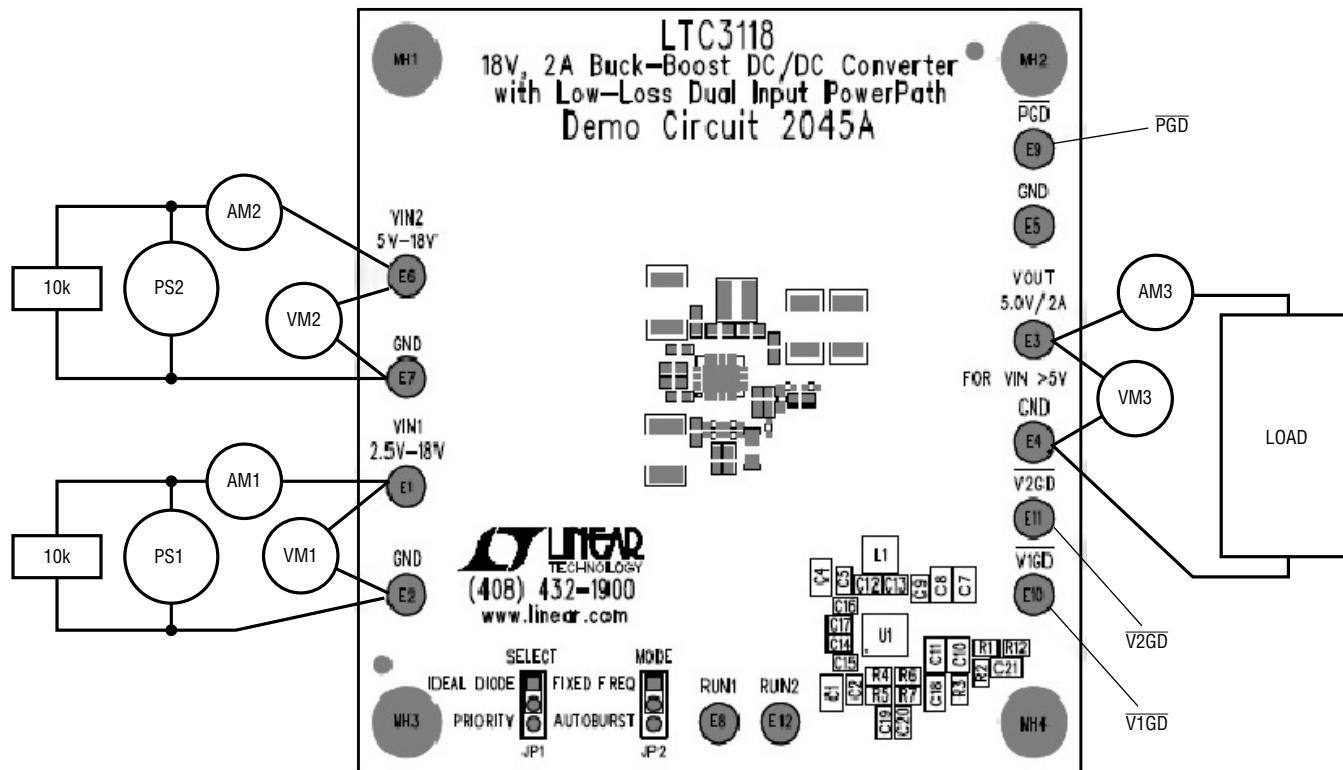 LTC3118
18V, 2A Buck-Boost DC/DC Converter
with Low-Loss Dual Input PowerPath
Demo Circuit 2045A
MH1
MH2
PGD
E9
PGD
GND
E5
AM2
VIN2
5V-18V
E6
10k
PS2
VM2
GND
E7
VOUT
5.0V/2A
E3
AM3
FOR VIN >5V
VM3
GND
E4
LOAD
VIN1
2.5V-18V
E1
AM1
10k
PS1
VM1
GND
E2
V2GD
E11
V1GD
E10
V2GD
V1GD
LINEAR
TECHNOLOGY
(408) 432-1900
www.linear.com
L1
C4
C5
C12
C13
C9
C8
C7
C16
C17
C14
C15
U1
C11
C10
R1
R12
R2
C21
C1
C2
R4
R6
R5
R7
C18
R3
C19
C20
SELECT
MODE
IDEAL DIODE
FIXED FREQ
PRIORITY
AUTOBURST
JP1
JP2
RUN1
RUN2
E8
E12
MH3
MH4